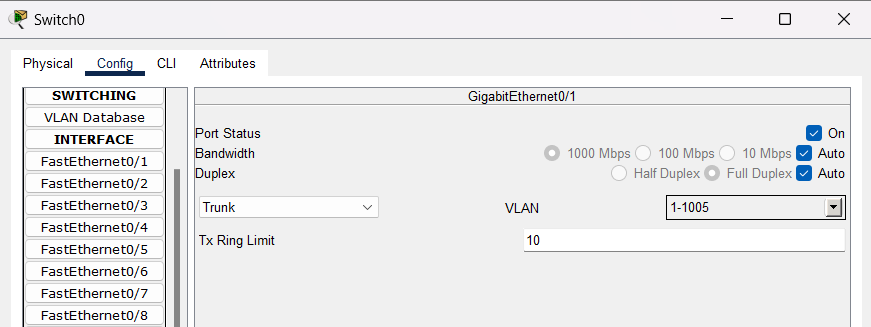 Switch0
Physical Config CLI Attributes
SWITCHING
VLAN Database
INTERFACE
FastEthernet0/1
FastEthernet0/2
FastEthernet0/3
FastEthernet0/4
FastEthernet0/5
FastEthernet0/6
FastEthernet0/7
FastEthernet0/8
GigabitEthernet0/1
Port Status On
Bandwidth 1000 Mbps 100 Mbps 10 Mbps Auto
Duplex Half Duplex Full Duplex Auto
Trunk VLAN 1-1005
Tx Ring Limit 10